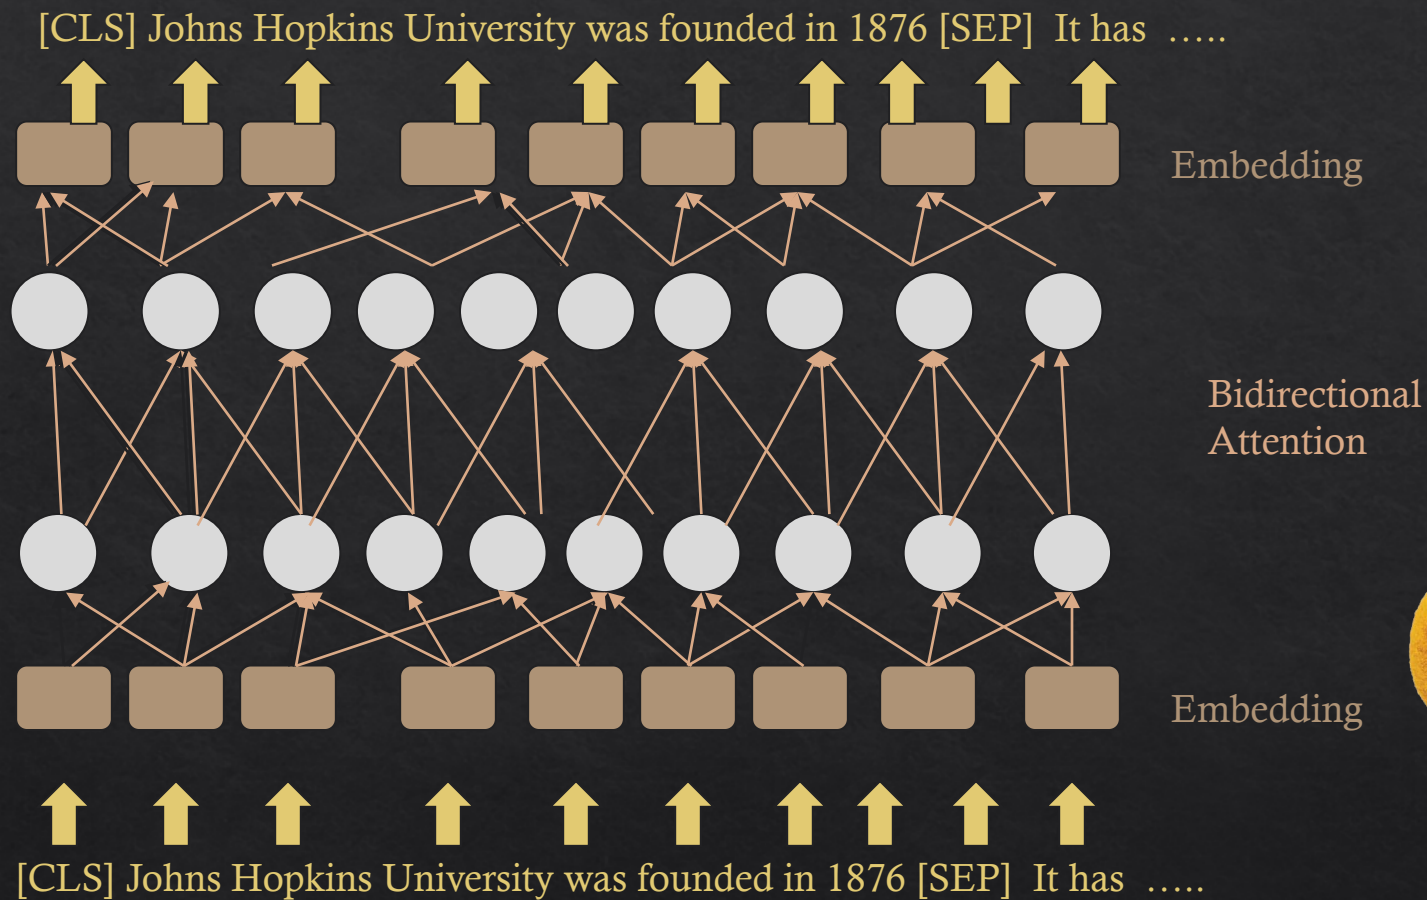 [CLS] Johns Hopkins University was founded in 1876 [SEP]  It has  …..
Embedding
Bidirectional
Attention
Embedding
[CLS] Johns Hopkins University was founded in 1876 [SEP]  It has  …..